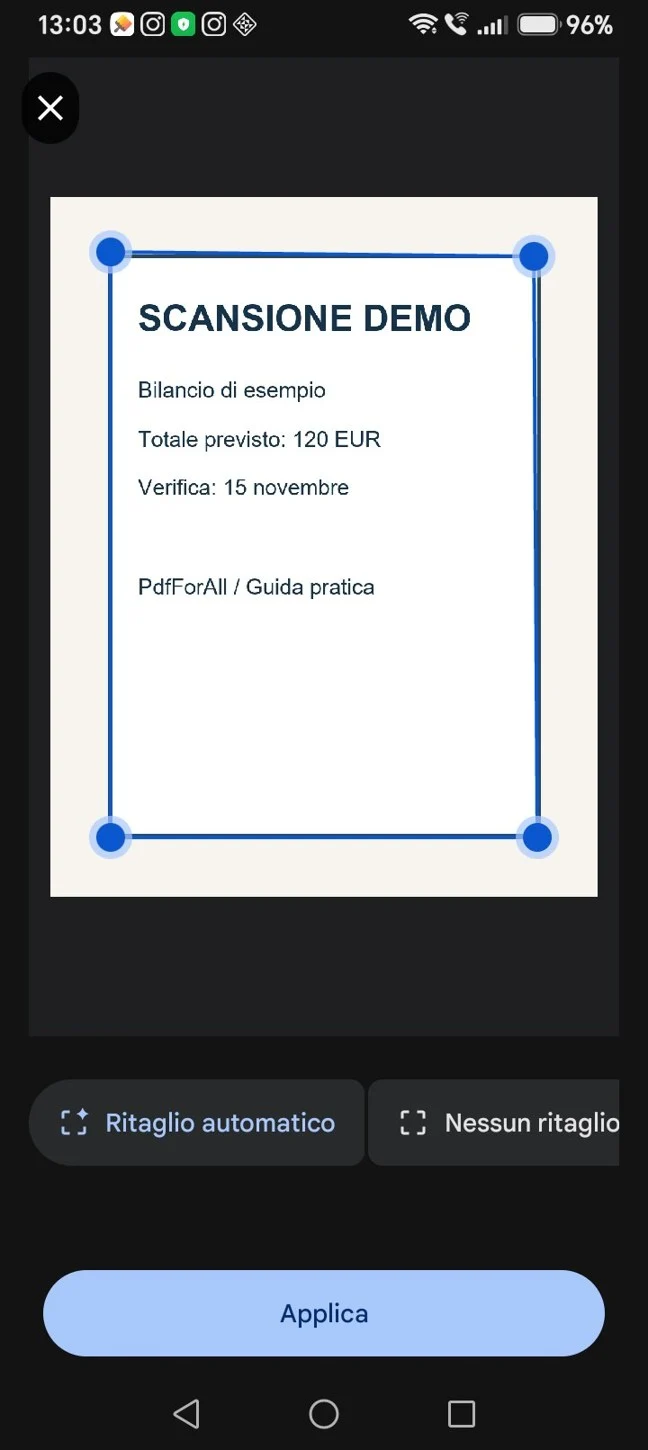 13:03
96%
SCANSIONE DEMO
Bilancio di esempio
Totale previsto: 120 EUR
Verifica: 15 novembre
PdfForAll / Guida pratica
Ritaglio automatico
Nessun ritaglio
Applica